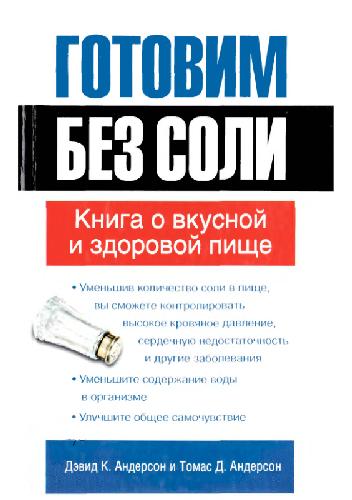 ГОТОВИМ
БЕЗ СОЛИ
Книга о вкусной
и здоровой пище
• Уменьшив количество соли в пище,
вы сможете контролировать
высокое кровяное давление,
сердечную недостаточность
и другие заболевания
• Уменьшите содержание воды
в организме
• Улучшите общее самочувствие
Дэвид К. Андерсон и Томас Д. Андерсон